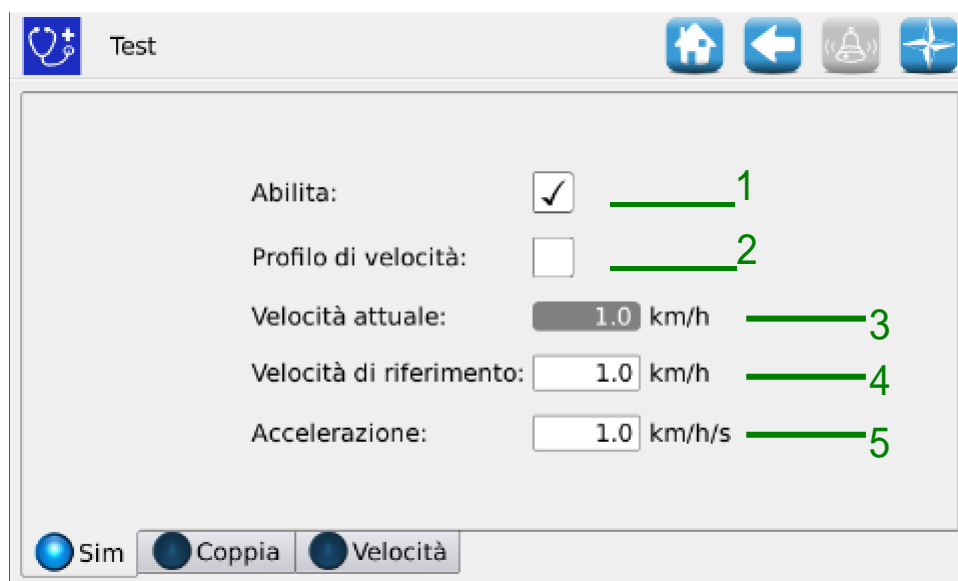 Test
Abilita: ✓ 1
Profilo di velocità: 2
Velocità attuale: 1.0 km/h 3
Velocità di riferimento: 1.0 km/h 4
Accelerazione: 1.0 km/h/s 5
Sim Coppia Velocità